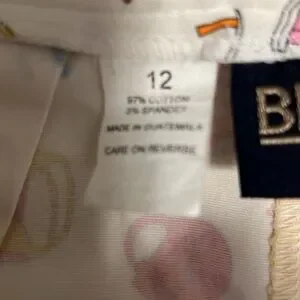 12
97% COTTON
3% SPANDEX
MADE IN GUATEMALA
CARE ON REVERSE
B